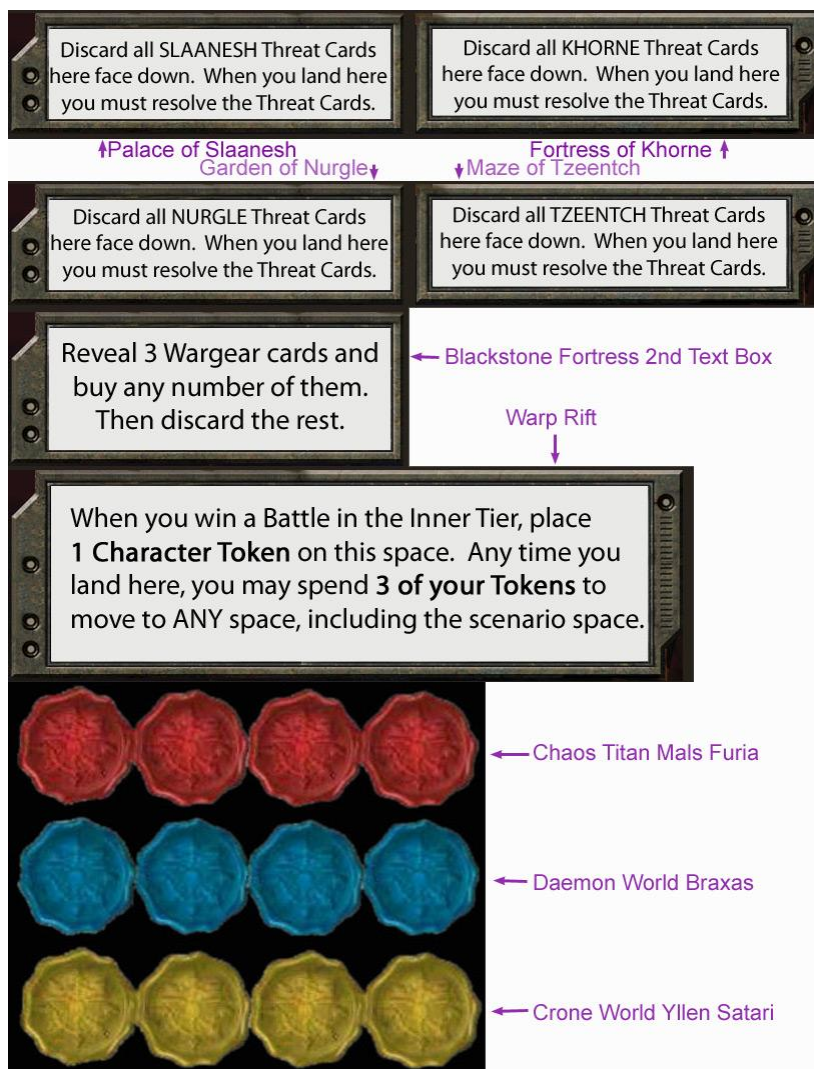 Discard all SLAANESH Threat Cards
here face down.  When you land here
you must resolve the Threat Cards.
Discard all KHORNE Threat Cards
here face down.  When you land here
you must resolve the Threat Cards.
Palace of Slaanesh
Fortress of Khorne
Garden of Nurgle
Maze of Tzeentch
Discard all NURGLE Threat Cards
here face down.  When you land here
you must resolve the Threat Cards.
Discard all TZEENTCH Threat Cards
here face down.  When you land here
you must resolve the Threat Cards.
Reveal 3 Wargear cards and
buy any number of them.
Then discard the rest.
Blackstone Fortress 2nd Text Box
Warp Rift
When you win a Battle in the Inner Tier, place
1 Character Token on this space.  Any time you
land here, you may spend 3 of your Tokens to
move to ANY space, including the scenario space.
Chaos Titan Mals Furia
Daemon World Braxas
Crone World Yllen Satari